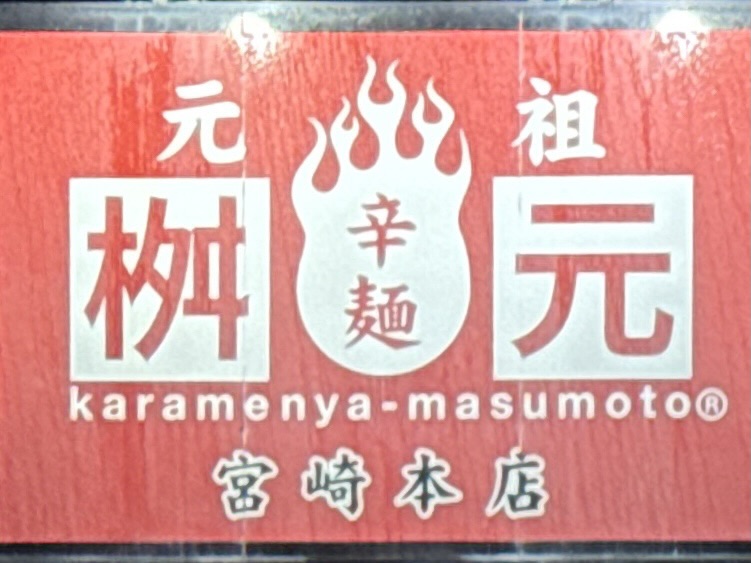 元祖
桝元
辛麺
karamenya-masumoto®
宮崎本店